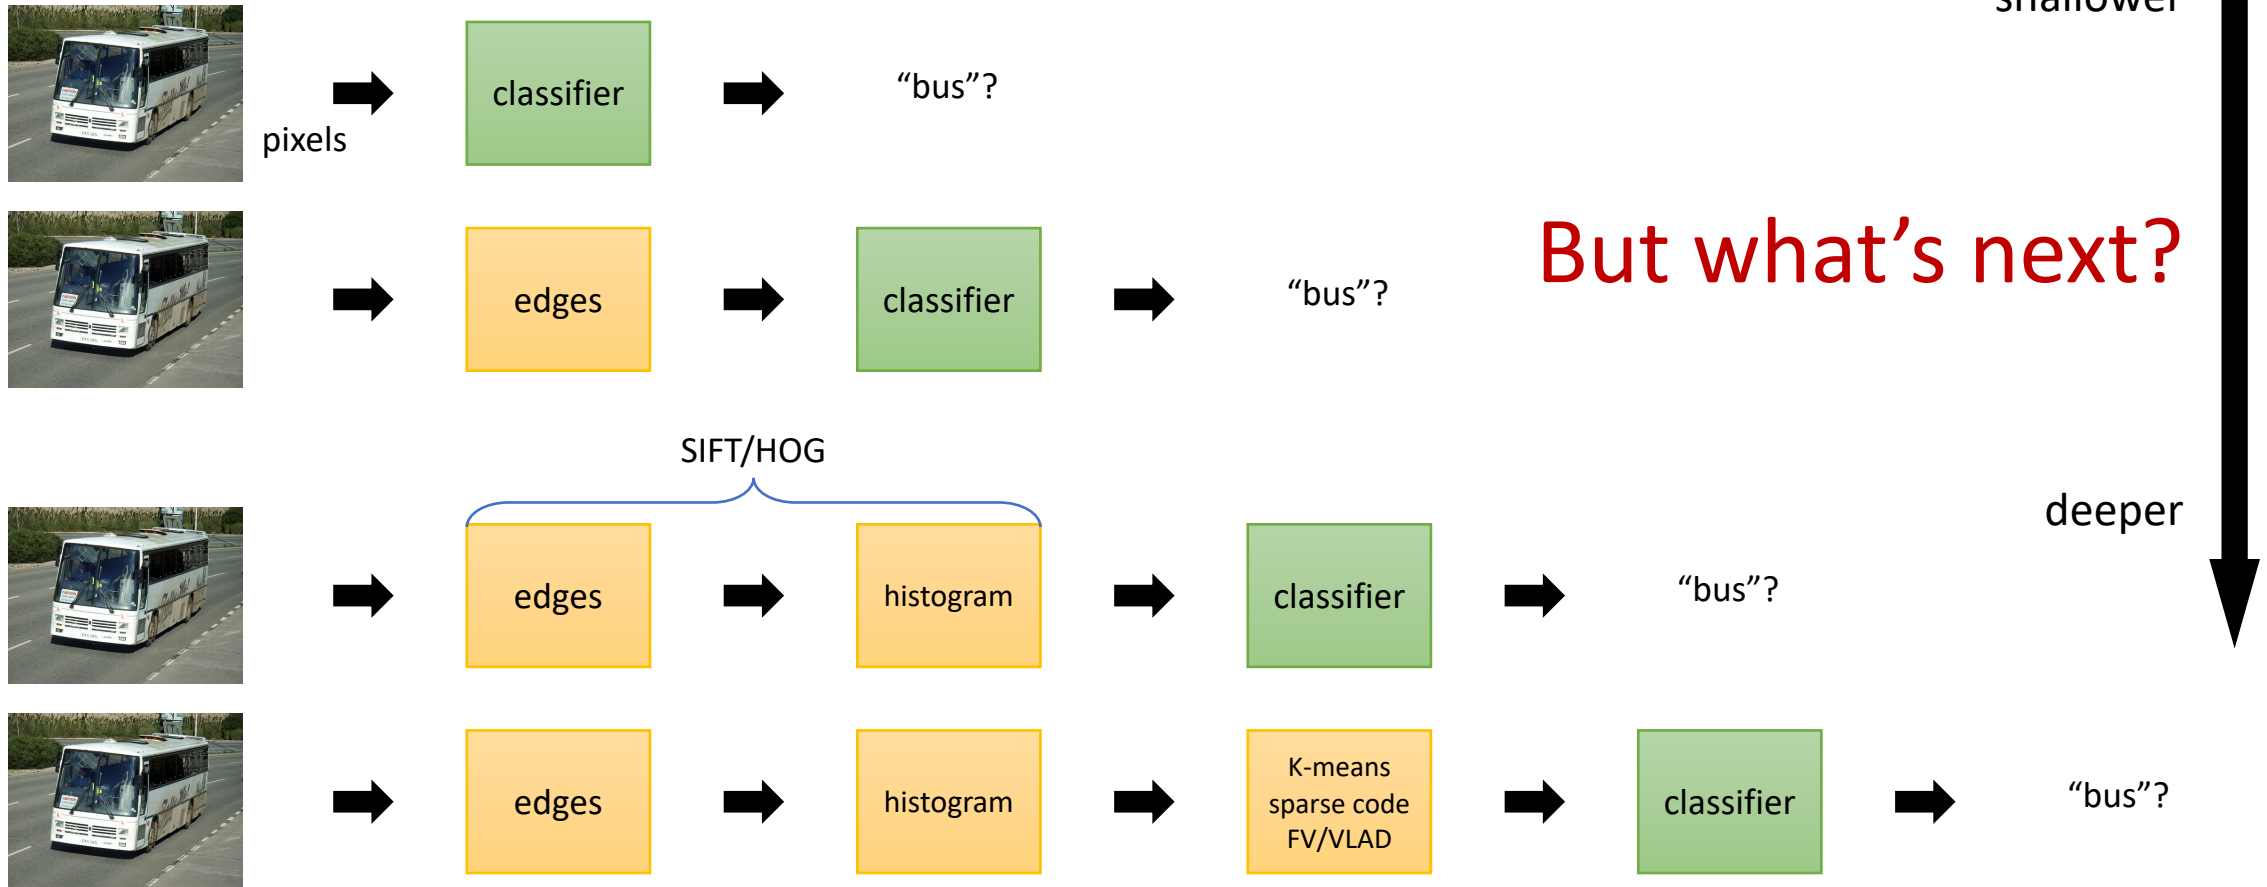 shallower
pixels
classifier
“bus”?
edges
classifier
“bus”?
But what’s next?
SIFT/HOG
deeper
edges
histogram
classifier
“bus”?
edges
histogram
K-means
sparse code
FV/VLAD
classifier
“bus”?